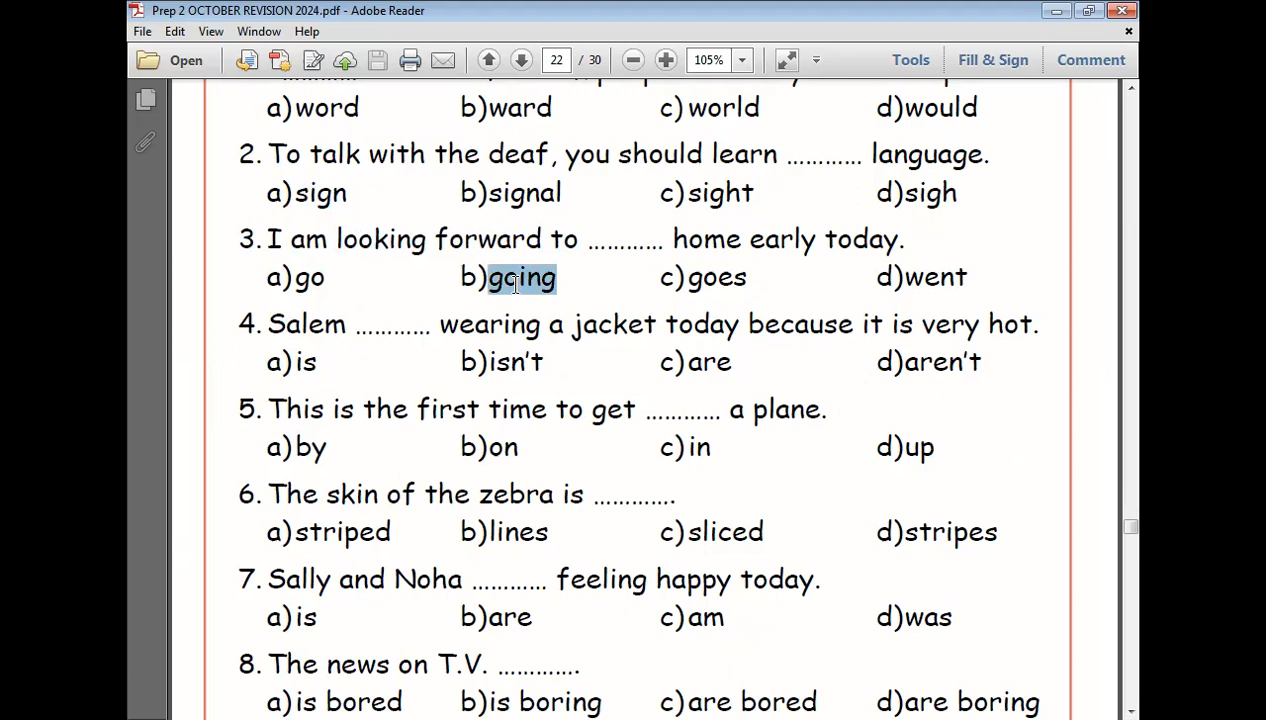 Prep 2 OCTOBER REVISION 2024.pdf - Adobe Reader
File Edit View Window Help
Open 22 / 30 105% Tools Fill & Sign Comment
a) word b) ward c) world d) would
2. To talk with the deaf, you should learn ………… language.
a) sign b) signal c) sight d) sigh
3. I am looking forward to ………… home early today.
a) go b) going c) goes d) went
4. Salem ………… wearing a jacket today because it is very hot.
a) is b) isn't c) are d) aren't
5. This is the first time to get ………… a plane.
a) by b) on c) in d) up
6. The skin of the zebra is ………….
a) striped b) lines c) sliced d) stripes
7. Sally and Noha ………… feeling happy today.
a) is b) are c) am d) was
8. The news on T.V. ………….
a) is bored b) is boring c) are bored d) are boring